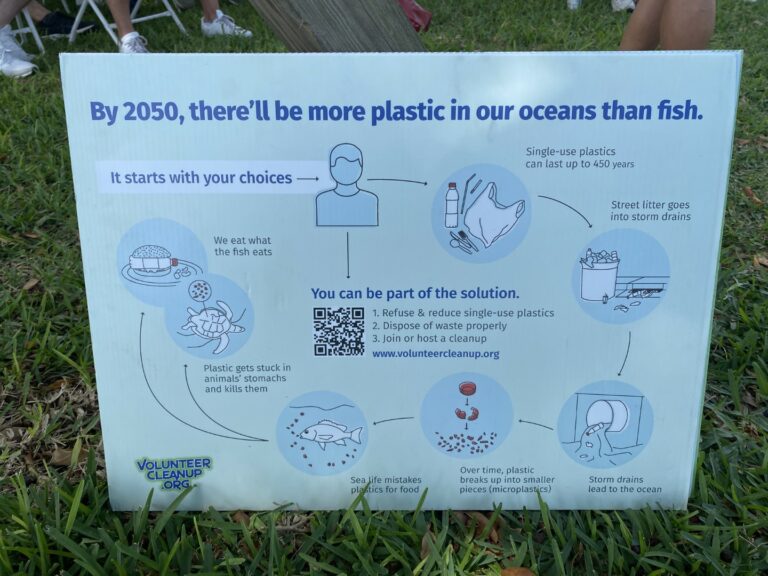 By 2050, there'll be more plastic in our oceans than fish.
It starts with your choices
Single-use plastics
can last up to 450 years
Street litter goes
into storm drains
Storm drains
lead to the ocean
Over time, plastic
breaks up into smaller
pieces (microplastics)
Sea life mistakes
plastics for food
Plastic gets stuck in
animals' stomachs
and kills them
We eat what
the fish eats
You can be part of the solution.
1. Refuse & reduce single-use plastics
2. Dispose of waste properly
3. Join or host a cleanup
www.volunteercleanup.org
VOLUNTEER
CLEANUP
.ORG